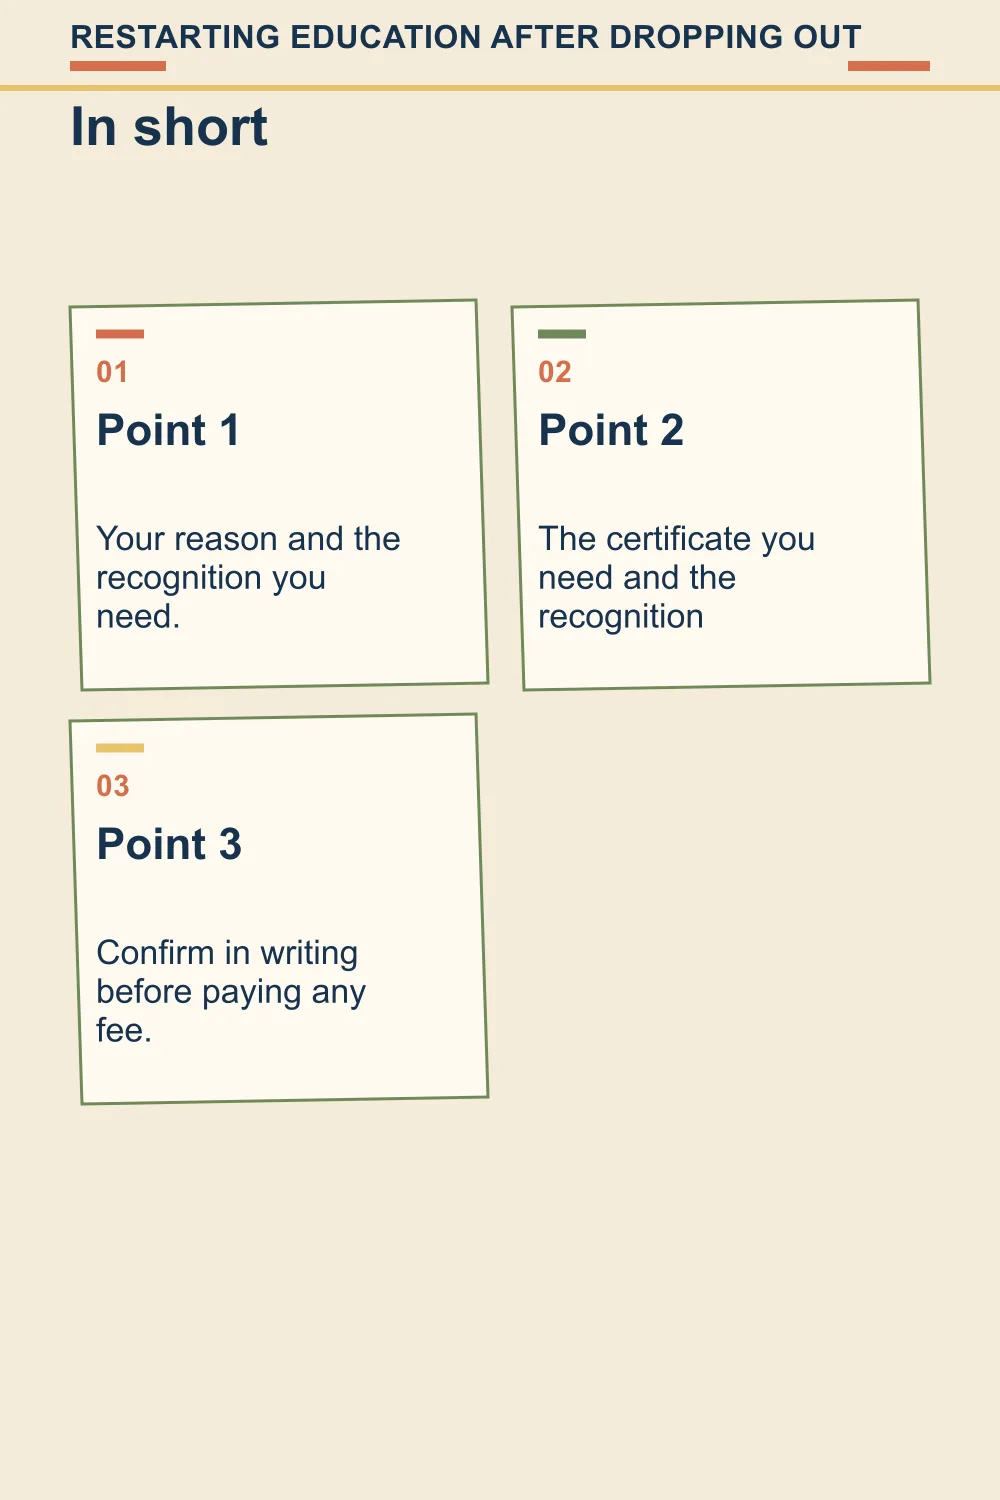 RESTARTING EDUCATION AFTER DROPPING OUT
In short
01
Point 1
Your reason and the
recognition you
need.
02
Point 2
The certificate you
need and the
recognition
03
Point 3
Confirm in writing
before paying any
fee.